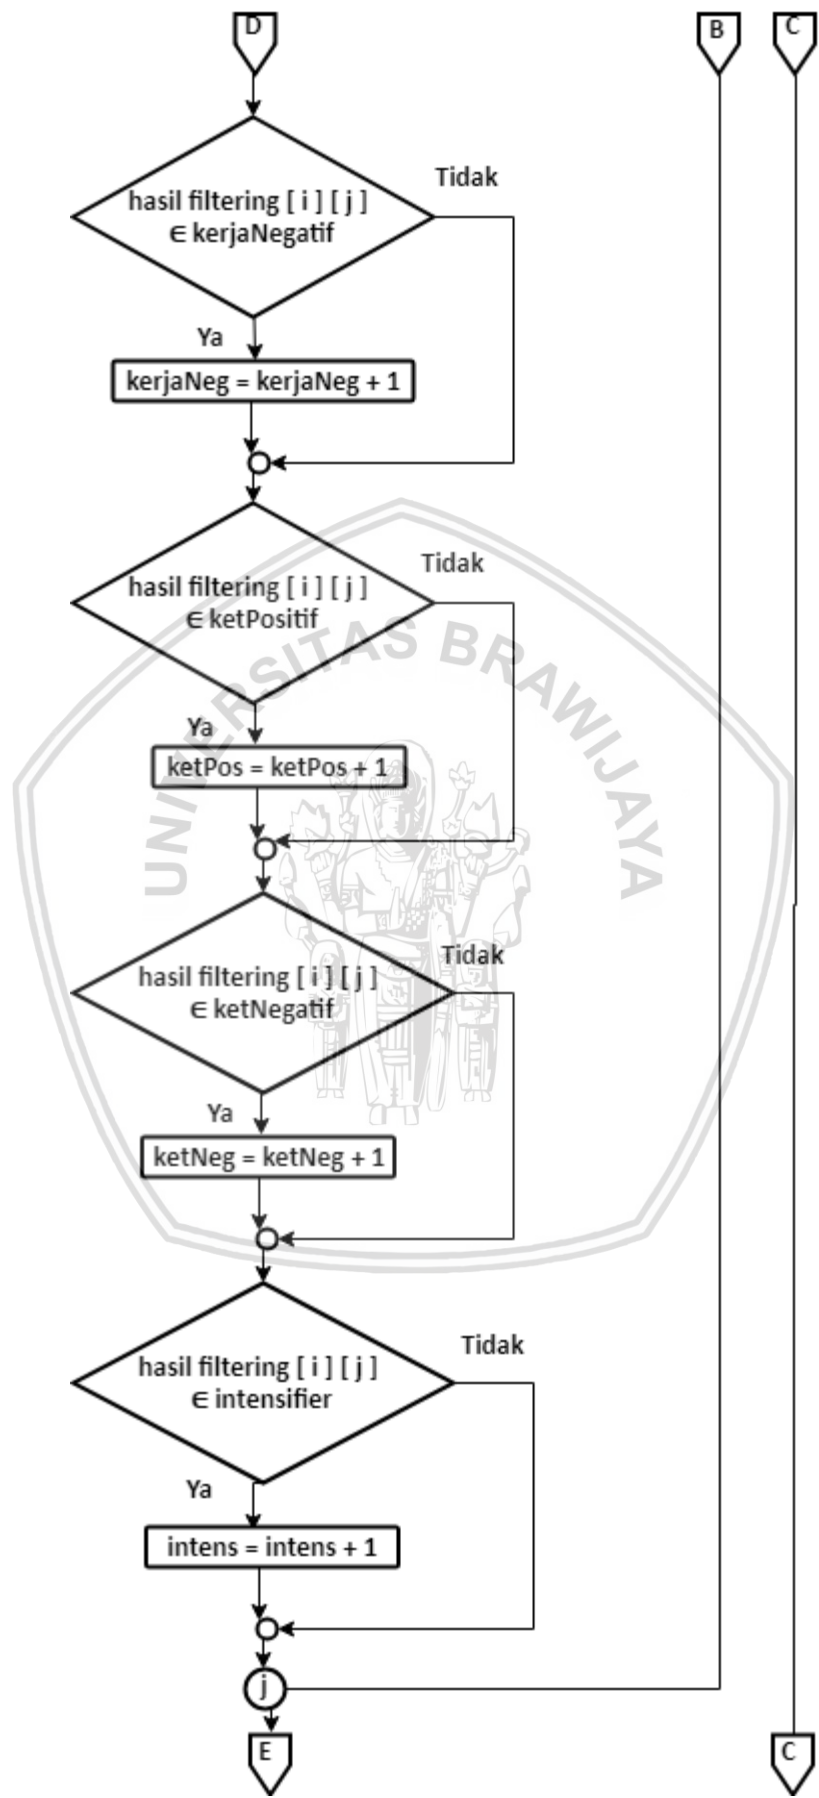 D
B
C
Tidak
hasil filtering [ i ] [ j ]
∈ kerjaNegatif
Ya
kerjaNeg = kerjaNeg + 1
Tidak
hasil filtering [ i ] [ j ]
∈ ketPositif
UNIVERSITAS BRAWIJAYA
Ya
ketPos = ketPos + 1
Tidak
hasil filtering [ i ] [ j ]
∈ ketNegatif
Ya
ketNeg = ketNeg + 1
Tidak
hasil filtering [ i ] [ j ]
∈ intensifier
Ya
intens = intens + 1
j
E
C